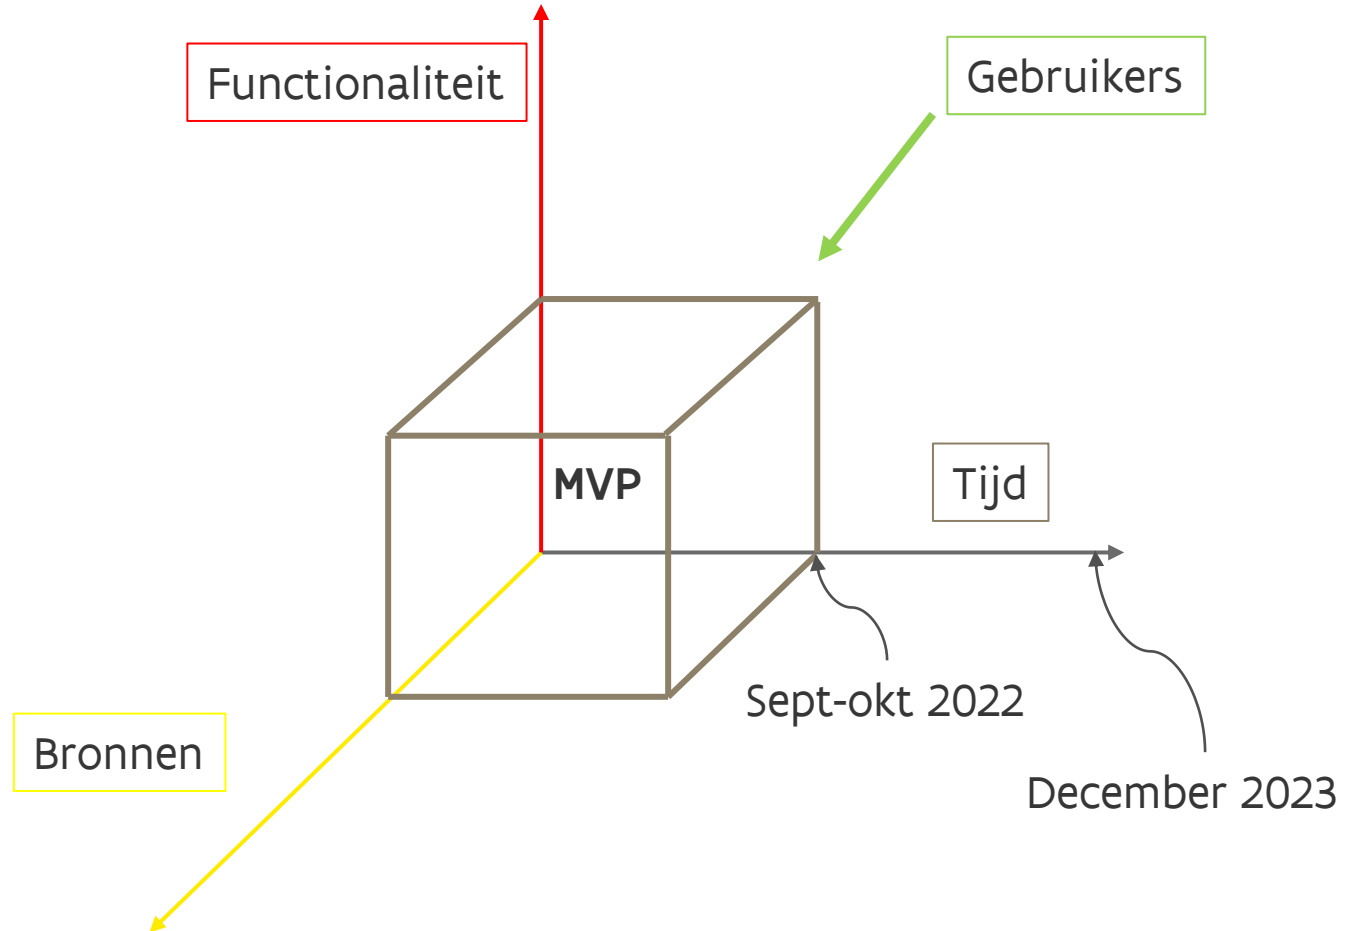 Functionaliteit
Gebruikers
MVP
Tijd
Sept-okt 2022
Bronnen
December 2023